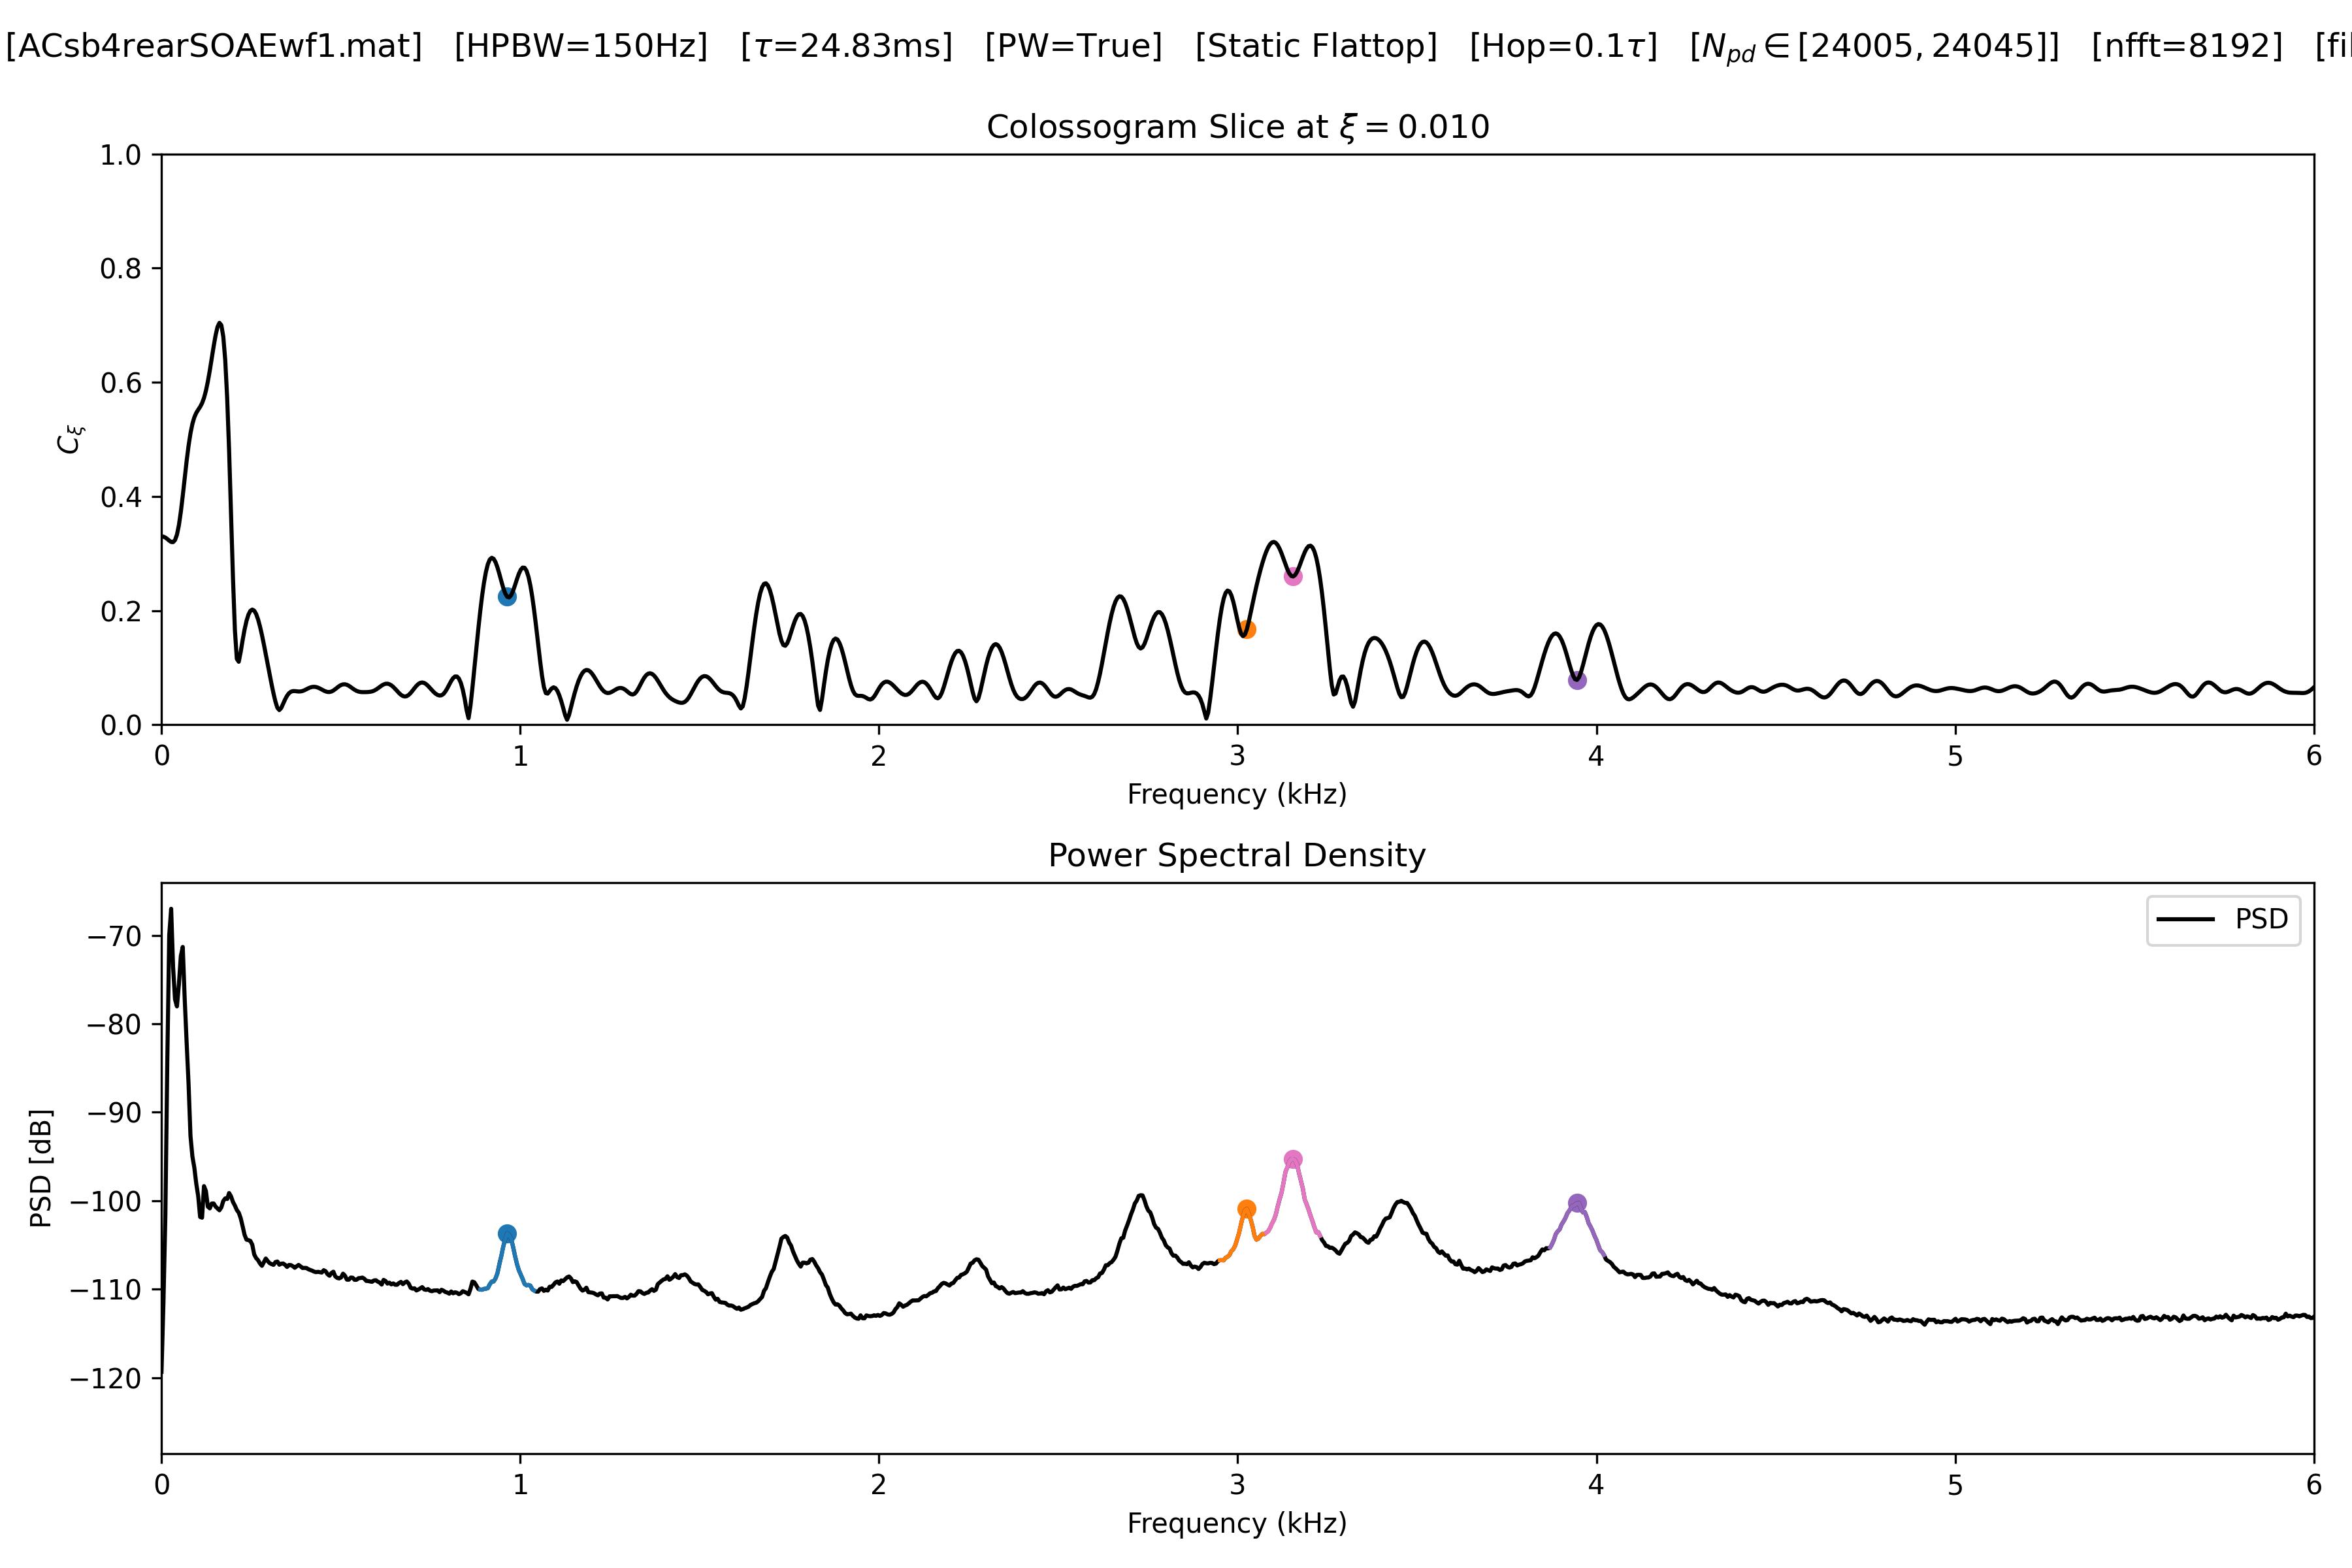 [ACsb4rearSOAEwf1.mat] [HPBW=150Hz] [τ=24.83ms] [PW=True] [Static Flattop] [Hop=0.1τ] [N_pd ∈ [24005, 24045]] [nfft=8192]
Colossogram Slice at ξ = 0.010
1.0
0.8
0.6
0.4
0.2
0.0
C_ξ
0 1 2 3 4 5 6
Frequency (kHz)
Power Spectral Density
PSD
−70
−80
−90
−100
−110
−120
PSD [dB]
0 1 2 3 4 5 6
Frequency (kHz)